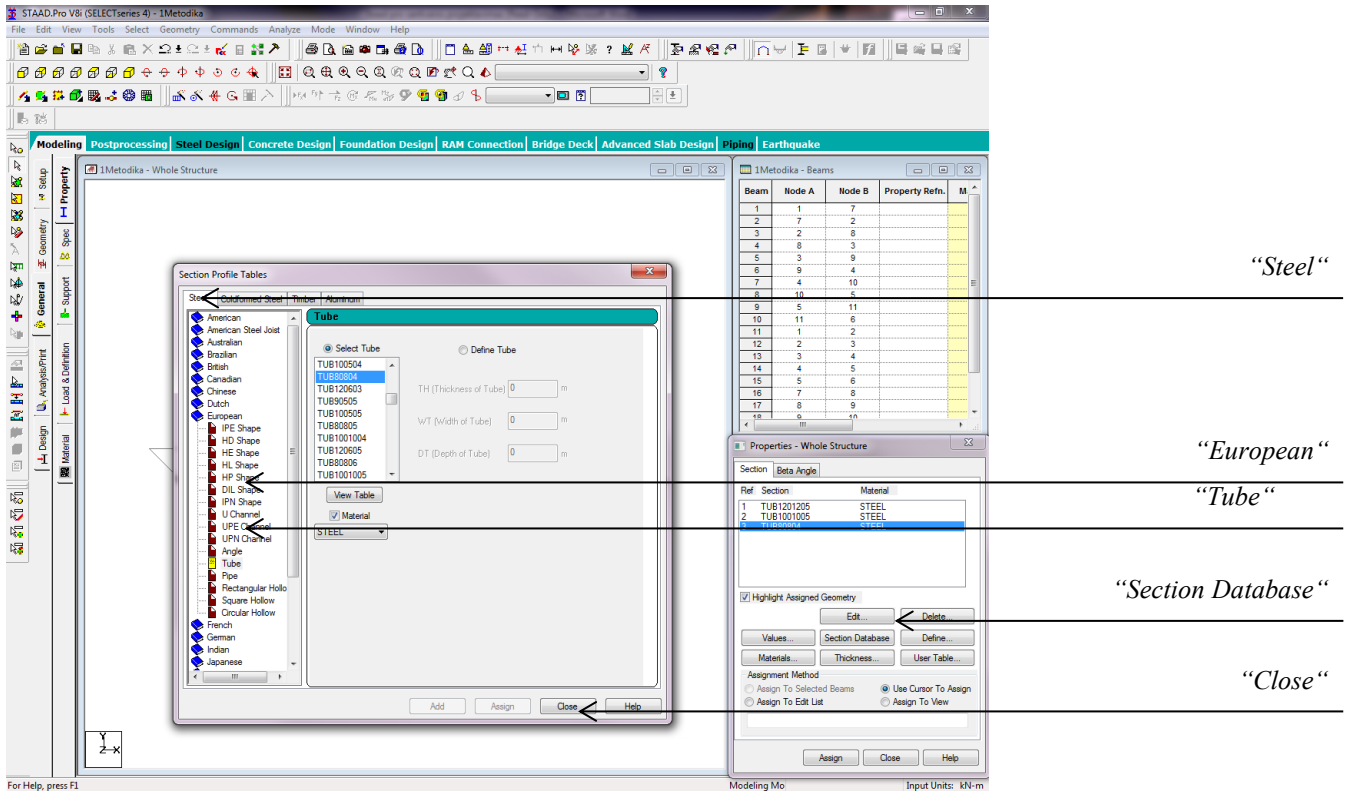 STAAD.Pro V8i (SELECTseries 4) - 1Metodika
File Edit View Tools Select Geometry Commands Analyze Mode Window Help
Modeling Postprocessing Steel Design Concrete Design Foundation Design RAM Connection Bridge Deck Advanced Slab Design Piping Earthquake
Setup
Geometry
General
Analysis/Print
Design
Property
Spec
Support
Load & Definition
Material
1Metodika - Whole Structure
Section Profile Tables
Steel Coldformed Steel Timber Aluminum
American
American Steel Joist
Australian
Brazilian
British
Canadian
Chinese
Dutch
European
IPE Shape
HD Shape
HE Shape
HL Shape
HP Shape
DIL Shape
IPN Shape
U Channel
UPE Channel
UPN Channel
Angle
Tube
Pipe
Rectangular Hollo
Square Hollow
Circular Hollow
French
German
Indian
Japanese
Tube
Select Tube
Define Tube
TUB100504
TUB80804
TUB120603
TUB90505
TUB100505
TUB80805
TUB1001004
TUB120605
TUB80806
TUB1001005
TH (Thickness of Tube) 0 m
WT (Width of Tube) 0 m
DT (Depth of Tube) 0 m
View Table
Material
STEEL
Add Assign Close Help
Y
Z X
1Metodika - Beams
Beam Node A Node B Property Refn. M
1 1 7
2 7 2
3 2 8
4 8 3
5 3 9
6 9 4
7 4 10
8 10 5
9 5 11
10 11 6
11 1 2
12 2 3
13 3 4
14 4 5
15 5 6
16 7 8
17 8 9
18 9 10
Properties - Whole Structure
Section Beta Angle
Ref Section Material
1 TUB1201205 STEEL
2 TUB1001005 STEEL
3 TUB80804 STEEL
Highlight Assigned Geometry
Edit... Delete...
Values... Section Database Define...
Materials... Thickness... User Table...
Assignment Method
Assign To Selected Beams Use Cursor To Assign
Assign To Edit List Assign To View
Assign Close Help
For Help, press F1
Modeling Mo
Input Units: kN-m
“Steel“
“European“
“Tube“
“Section Database“
“Close“